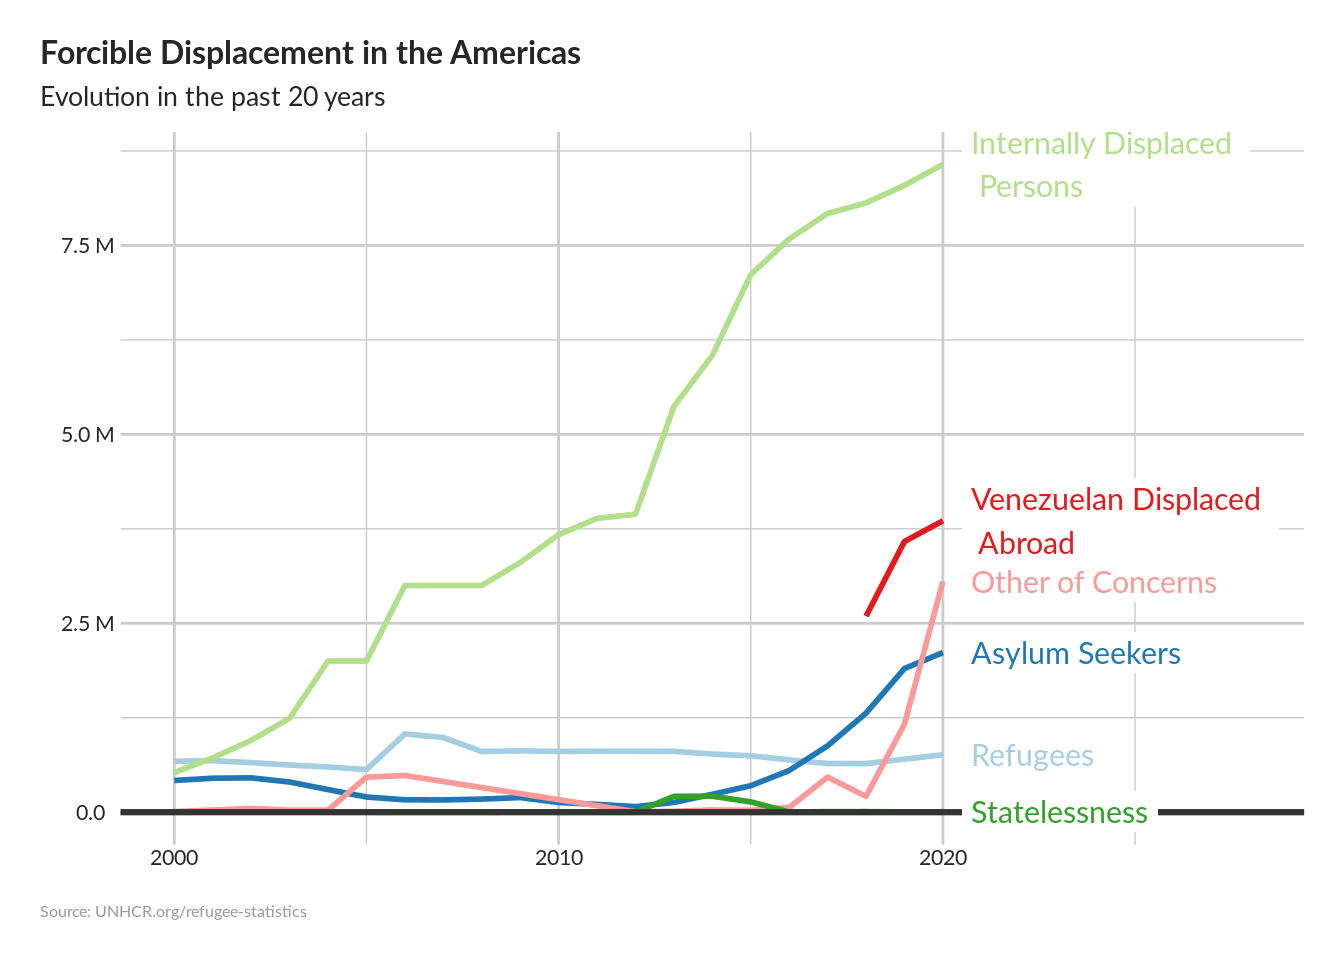 Forcible Displacement in the Americas
Evolution in the past 20 years
Internally Displaced
Persons
7.5 M
5.0 M
Venezuelan Displaced
Abroad
Other of Concerns
2.5 M
Asylum Seekers
Refugees
0.0
Statelessness
2000
2010
2020
Source: UNHCR.org/refugee-statistics